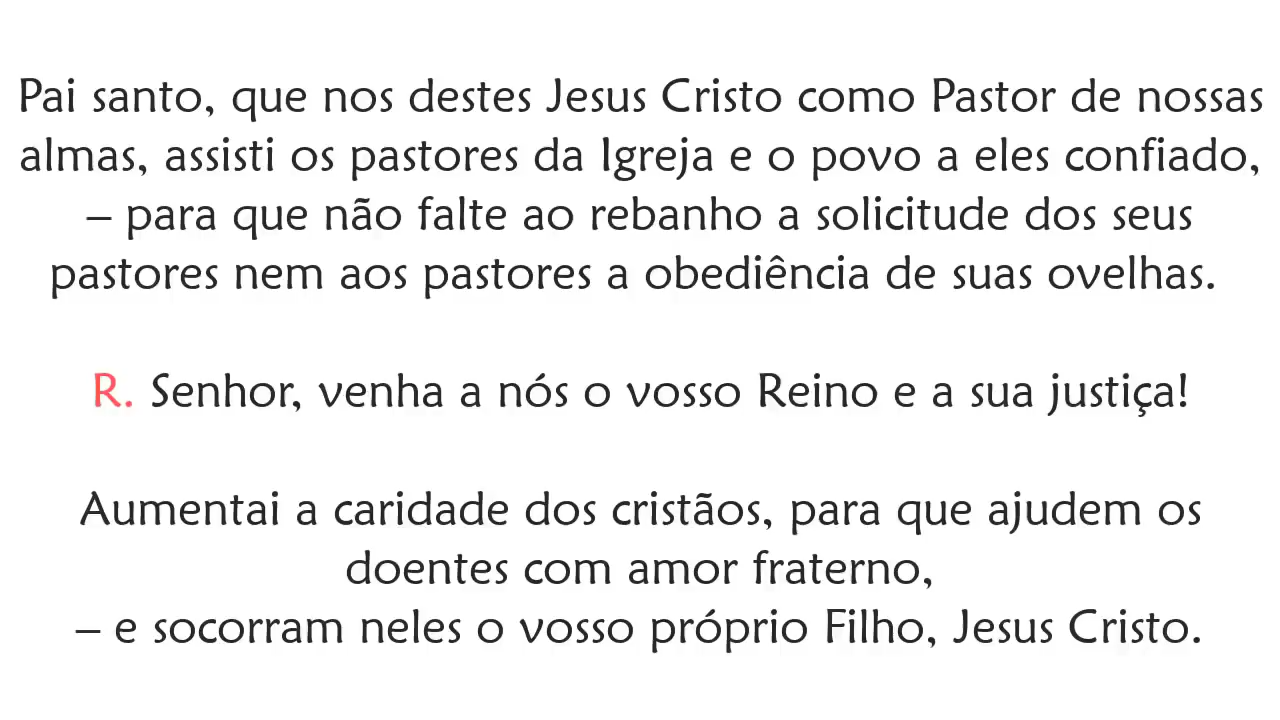 Pai santo, que nos destes Jesus Cristo como Pastor de nossas
almas, assisti os pastores da Igreja e o povo a eles confiado,
– para que não falte ao rebanho a solicitude dos seus
pastores nem aos pastores a obediência de suas ovelhas.
R. Senhor, venha a nós o vosso Reino e a sua justiça!
Aumentai a caridade dos cristãos, para que ajudem os
doentes com amor fraterno,
– e socorram neles o vosso próprio Filho, Jesus Cristo.